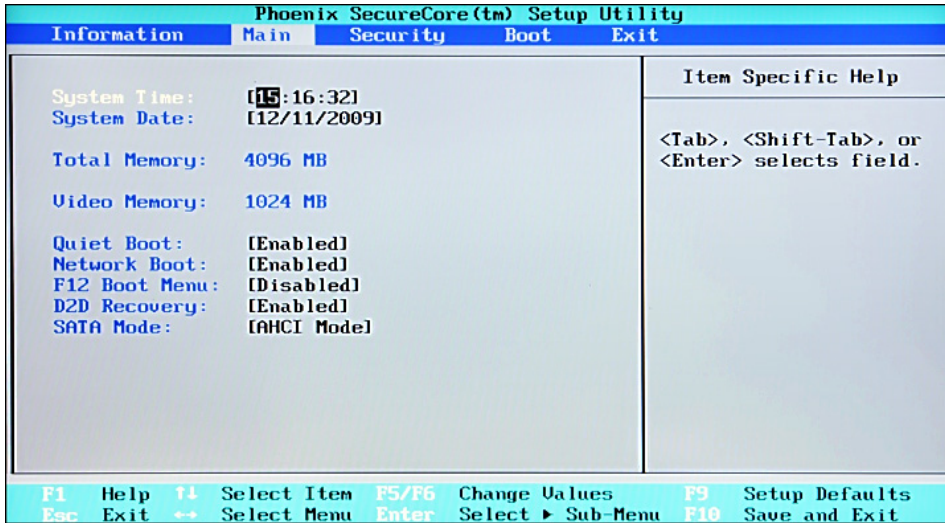 Phoenix SecureCore(tm) Setup Utility
Information Main Security Boot Exit
Item Specific Help
System Time: [15:16:32]
System Date: [12/11/2009]
<Tab>, <Shift-Tab>, or
<Enter> selects field.
Total Memory: 4096 MB
Video Memory: 1024 MB
Quiet Boot: [Enabled]
Network Boot: [Enabled]
F12 Boot Menu: [Disabled]
D2D Recovery: [Enabled]
SATA Mode: [AHCI Mode]
F1 Help ↑↓ Select Item F5/F6 Change Values F9 Setup Defaults
Esc Exit ↔ Select Menu Enter Select ▶ Sub-Menu F10 Save and Exit